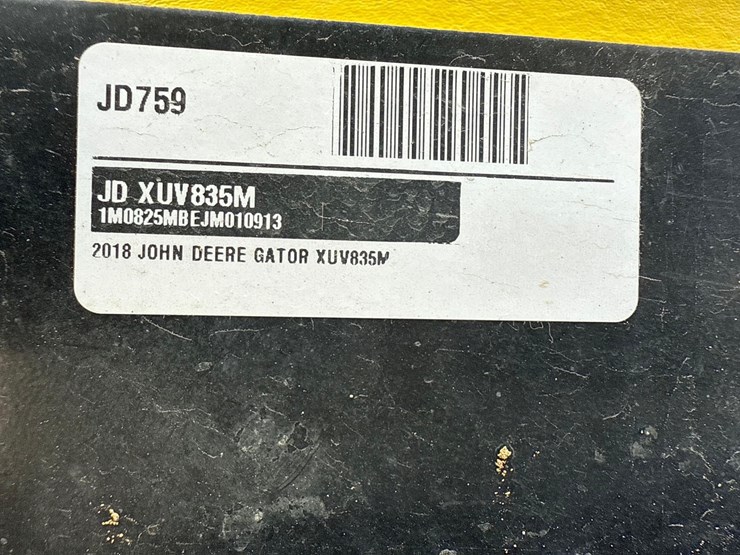 JD759
JD XUV835M
1M0825MBEJM010913
2018 JOHN DEERE GATOR XUV835M